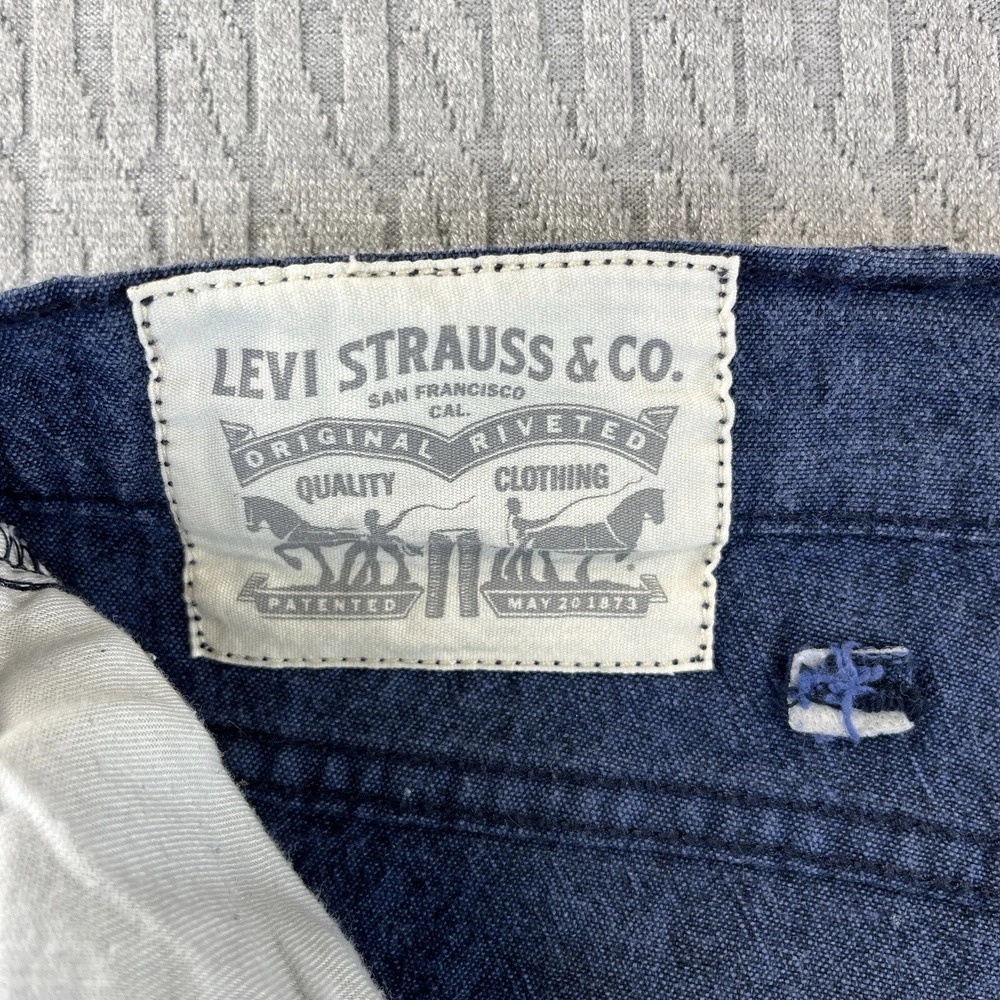 LEVI STRAUSS & CO.
SAN FRANCISCO
CAL.
ORIGINAL RIVETED
QUALITY CLOTHING
PATENTED MAY 20 1873